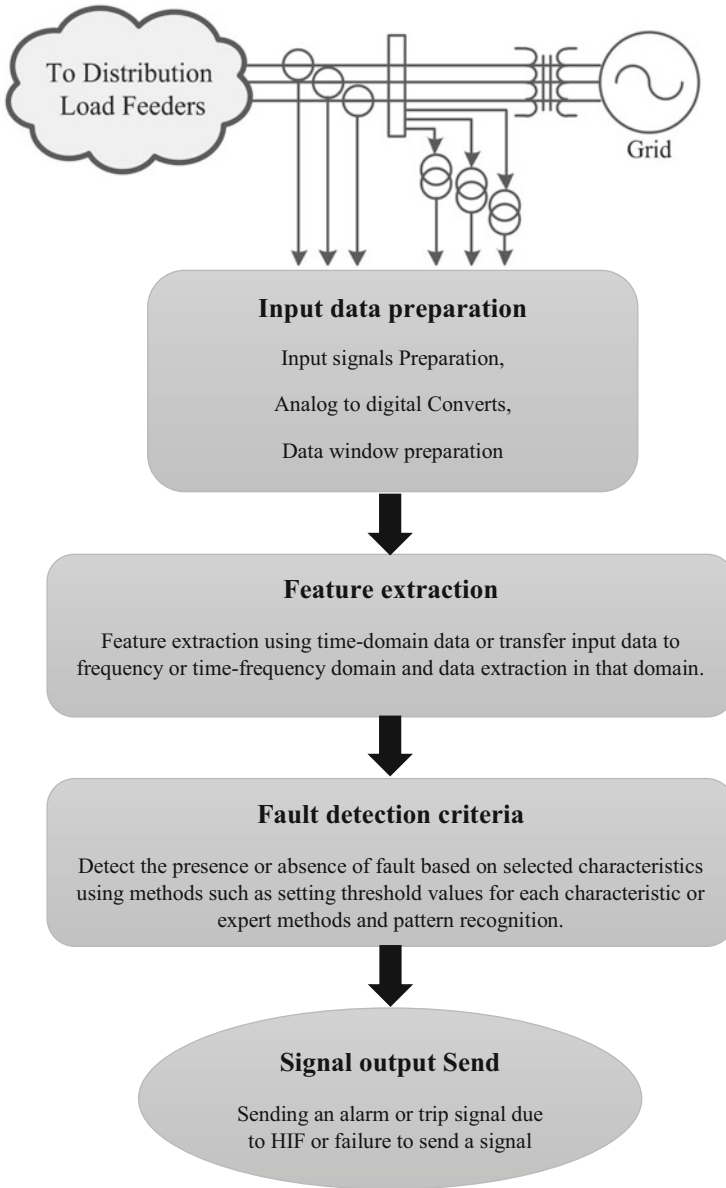 To Distribution
Load Feeders
Grid
Input data preparation
Input signals Preparation,
Analog to digital Converts,
Data window preparation
Feature extraction
Feature extraction using time-domain data or transfer input data to
frequency or time-frequency domain and data extraction in that domain.
Fault detection criteria
Detect the presence or absence of fault based on selected characteristics
using methods such as setting threshold values for each characteristic or
expert methods and pattern recognition.
Signal output Send
Sending an alarm or trip signal due
to HIF or failure to send a signal